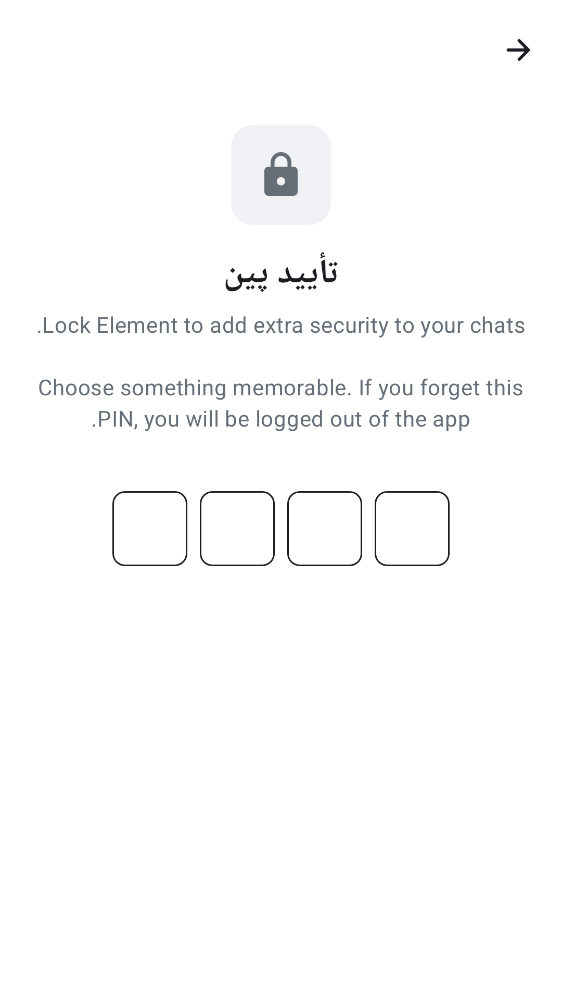 تأیید پین
Lock Element to add extra security to your chats.
Choose something memorable. If you forget this
PIN, you will be logged out of the app.